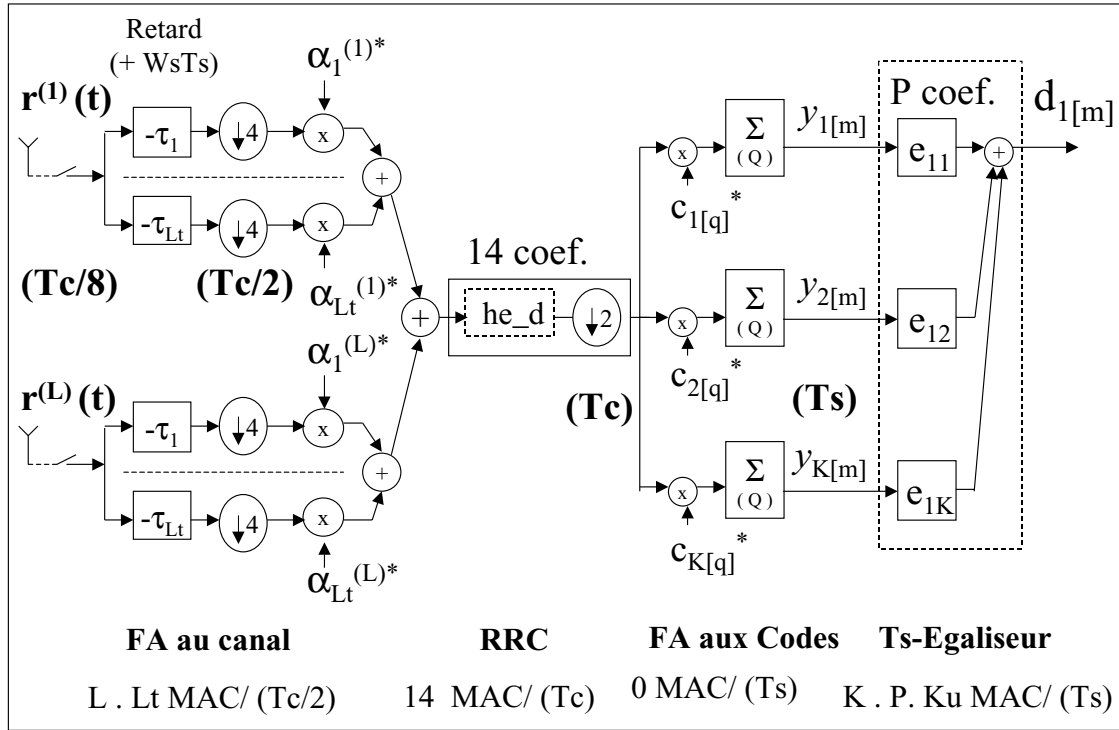 Retard
(+ WsTs)
r(1) (t)
-τ1
↓4
x
α1(1)*
+
-τLt
↓4
x
αLt(1)*
(Tc/8)
(Tc/2)
r(L) (t)
-τ1
↓4
x
α1(L)*
+
-τLt
↓4
x
αLt(L)*
+
14 coef.
he_d
↓2
(Tc)
x
c1[q]*
Σ
(Q)
y1[m]
x
c2[q]*
Σ
(Q)
y2[m]
(Ts)
x
cK[q]*
Σ
(Q)
yK[m]
P coef.
e11
e12
e1K
+
d1[m]
FA au canal
RRC
FA aux Codes
Ts-Egaliseur
L . Lt MAC/ (Tc/2)
14 MAC/ (Tc)
0 MAC/ (Ts)
K . P. Ku MAC/ (Ts)